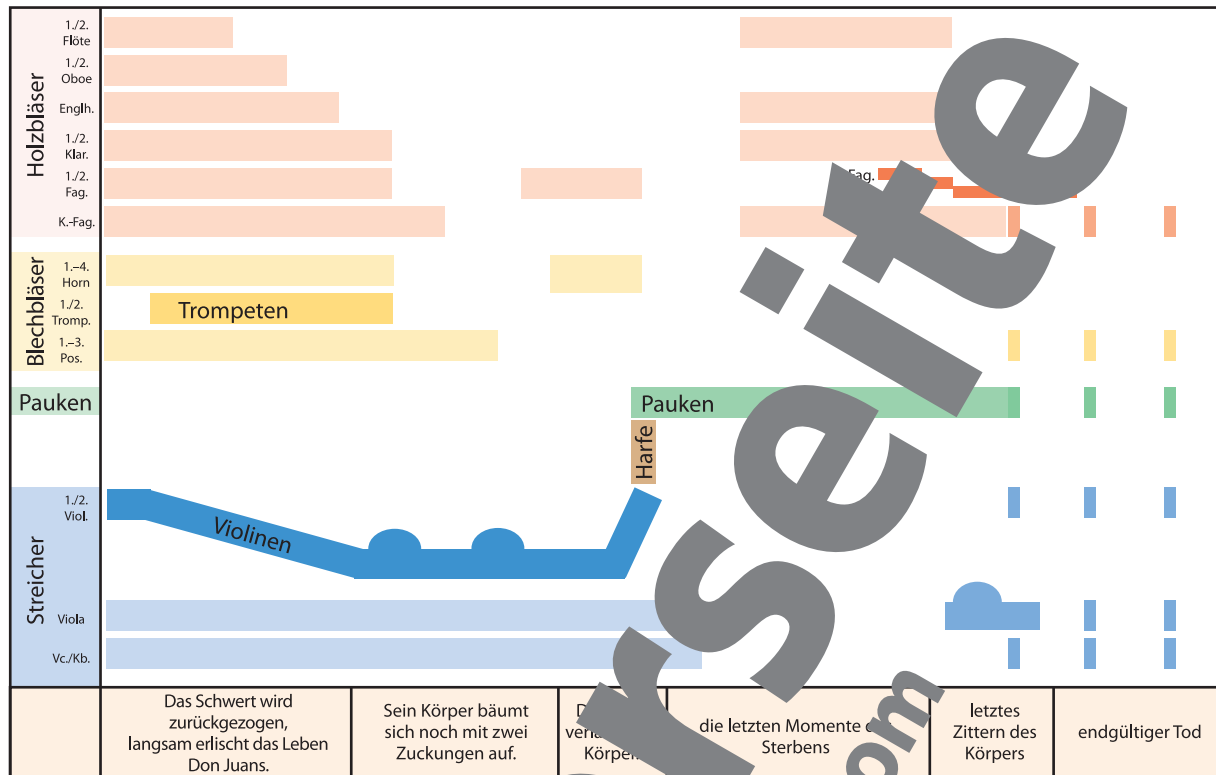 Holzbläser
1./2.
Flöte
1./2.
Oboe
Englh.
1./2.
Klar.
1./2.
Fag.
K.-Fag.
Fag.
Blechbläser
1.–4.
Horn
1./2.
Tromp.
1.–3.
Pos.
Trompeten
Pauken
Pauken
Harfe
Streicher
1./2.
Viol.
Violinen
Viola
Vc./Kb.
Das Schwert wird
zurückgezogen,
langsam erlischt das Leben
Don Juans.
Sein Körper bäumt
sich noch mit zwei
Zuckungen auf.
Körper
die letzten Momente
Sterbens
letztes
Zittern des
Körpers
endgültiger Tod
rseite
om